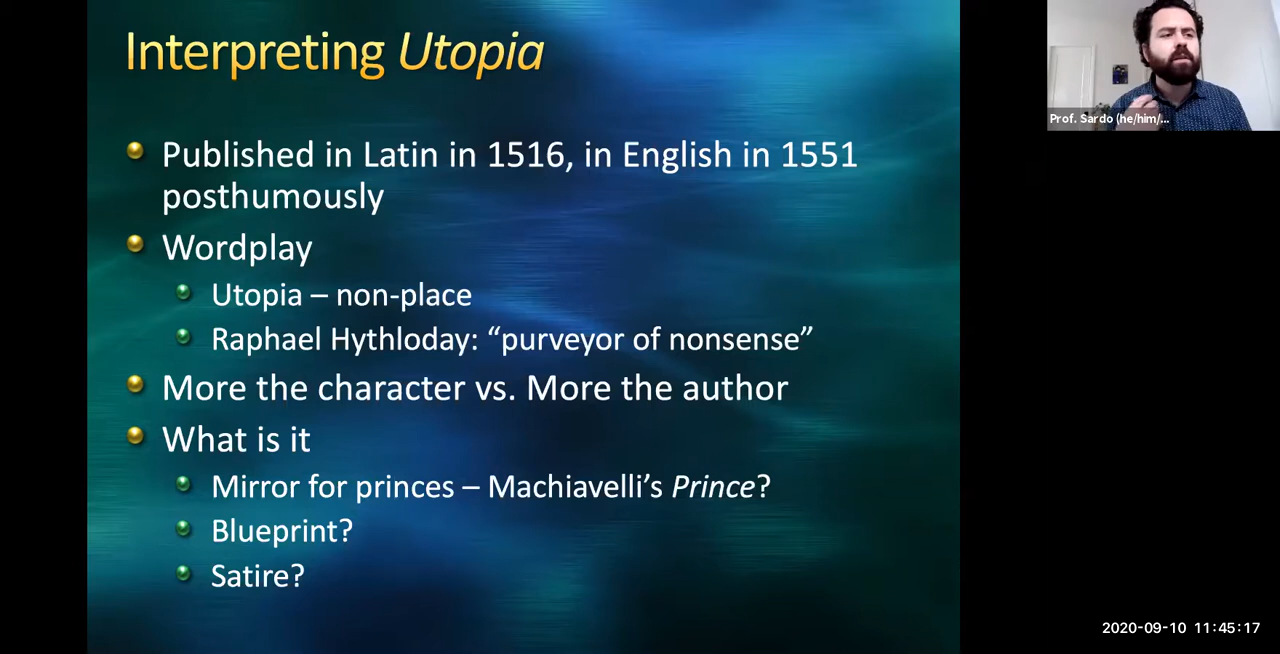 Interpreting Utopia
Published in Latin in 1516, in English in 1551
posthumously
Wordplay
Utopia – non-place
Raphael Hythloday: “purveyor of nonsense”
More the character vs. More the author
What is it
Mirror for princes – Machiavelli’s Prince?
Blueprint?
Satire?
Prof. Sardo (he/him/...
2020-09-10 11:45:17